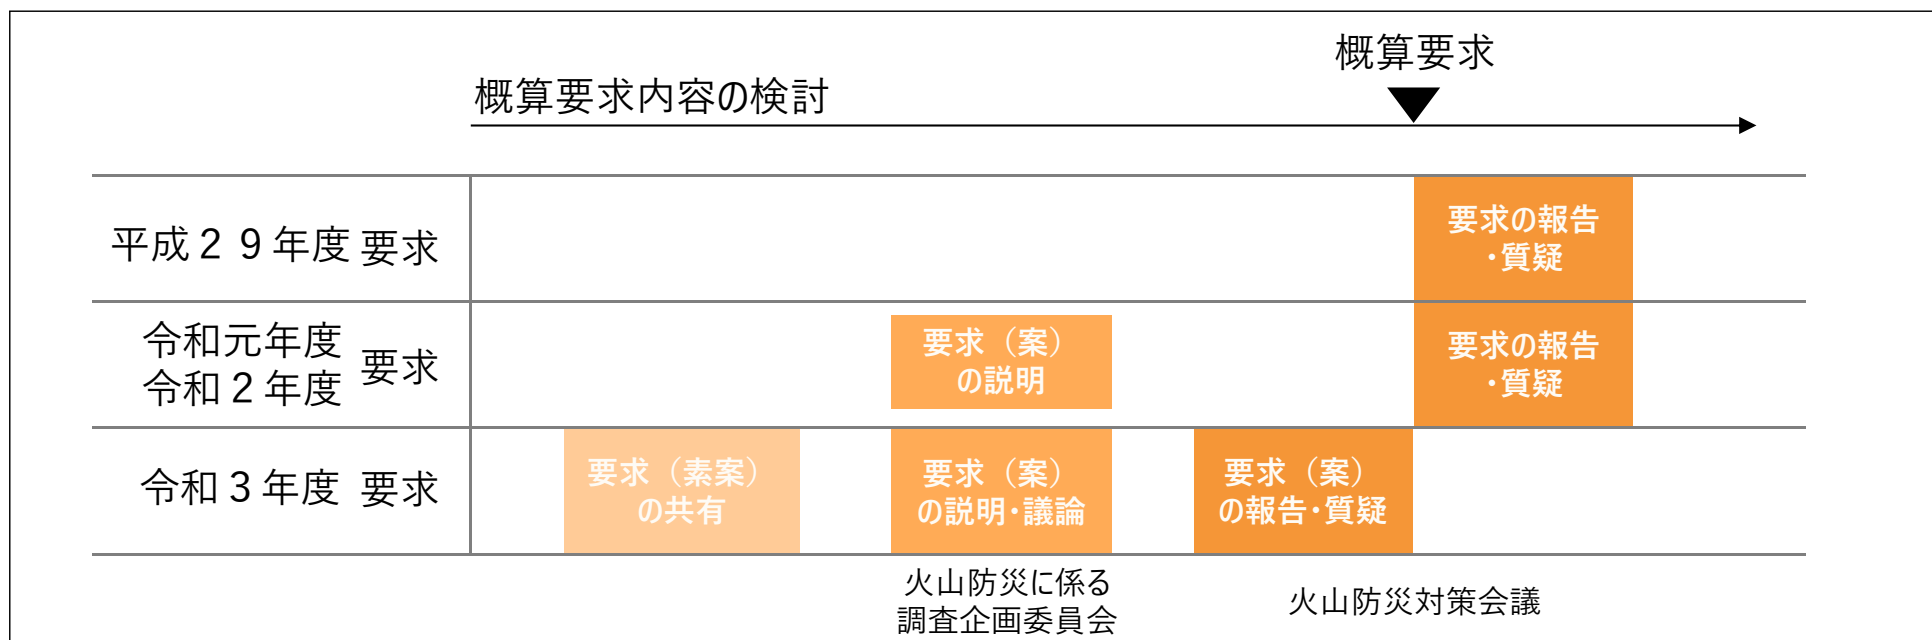 概算要求
概算要求内容の検討
平成２９年度 要求
要求の報告
・質疑
令和元年度
令和２年度
要求
要求（案）
の説明
要求の報告
・質疑
令和３年度 要求
要求（素案）
の共有
要求（案）
の説明・議論
要求（案）
の報告・質疑
火山防災に係る
調査企画委員会
火山防災対策会議